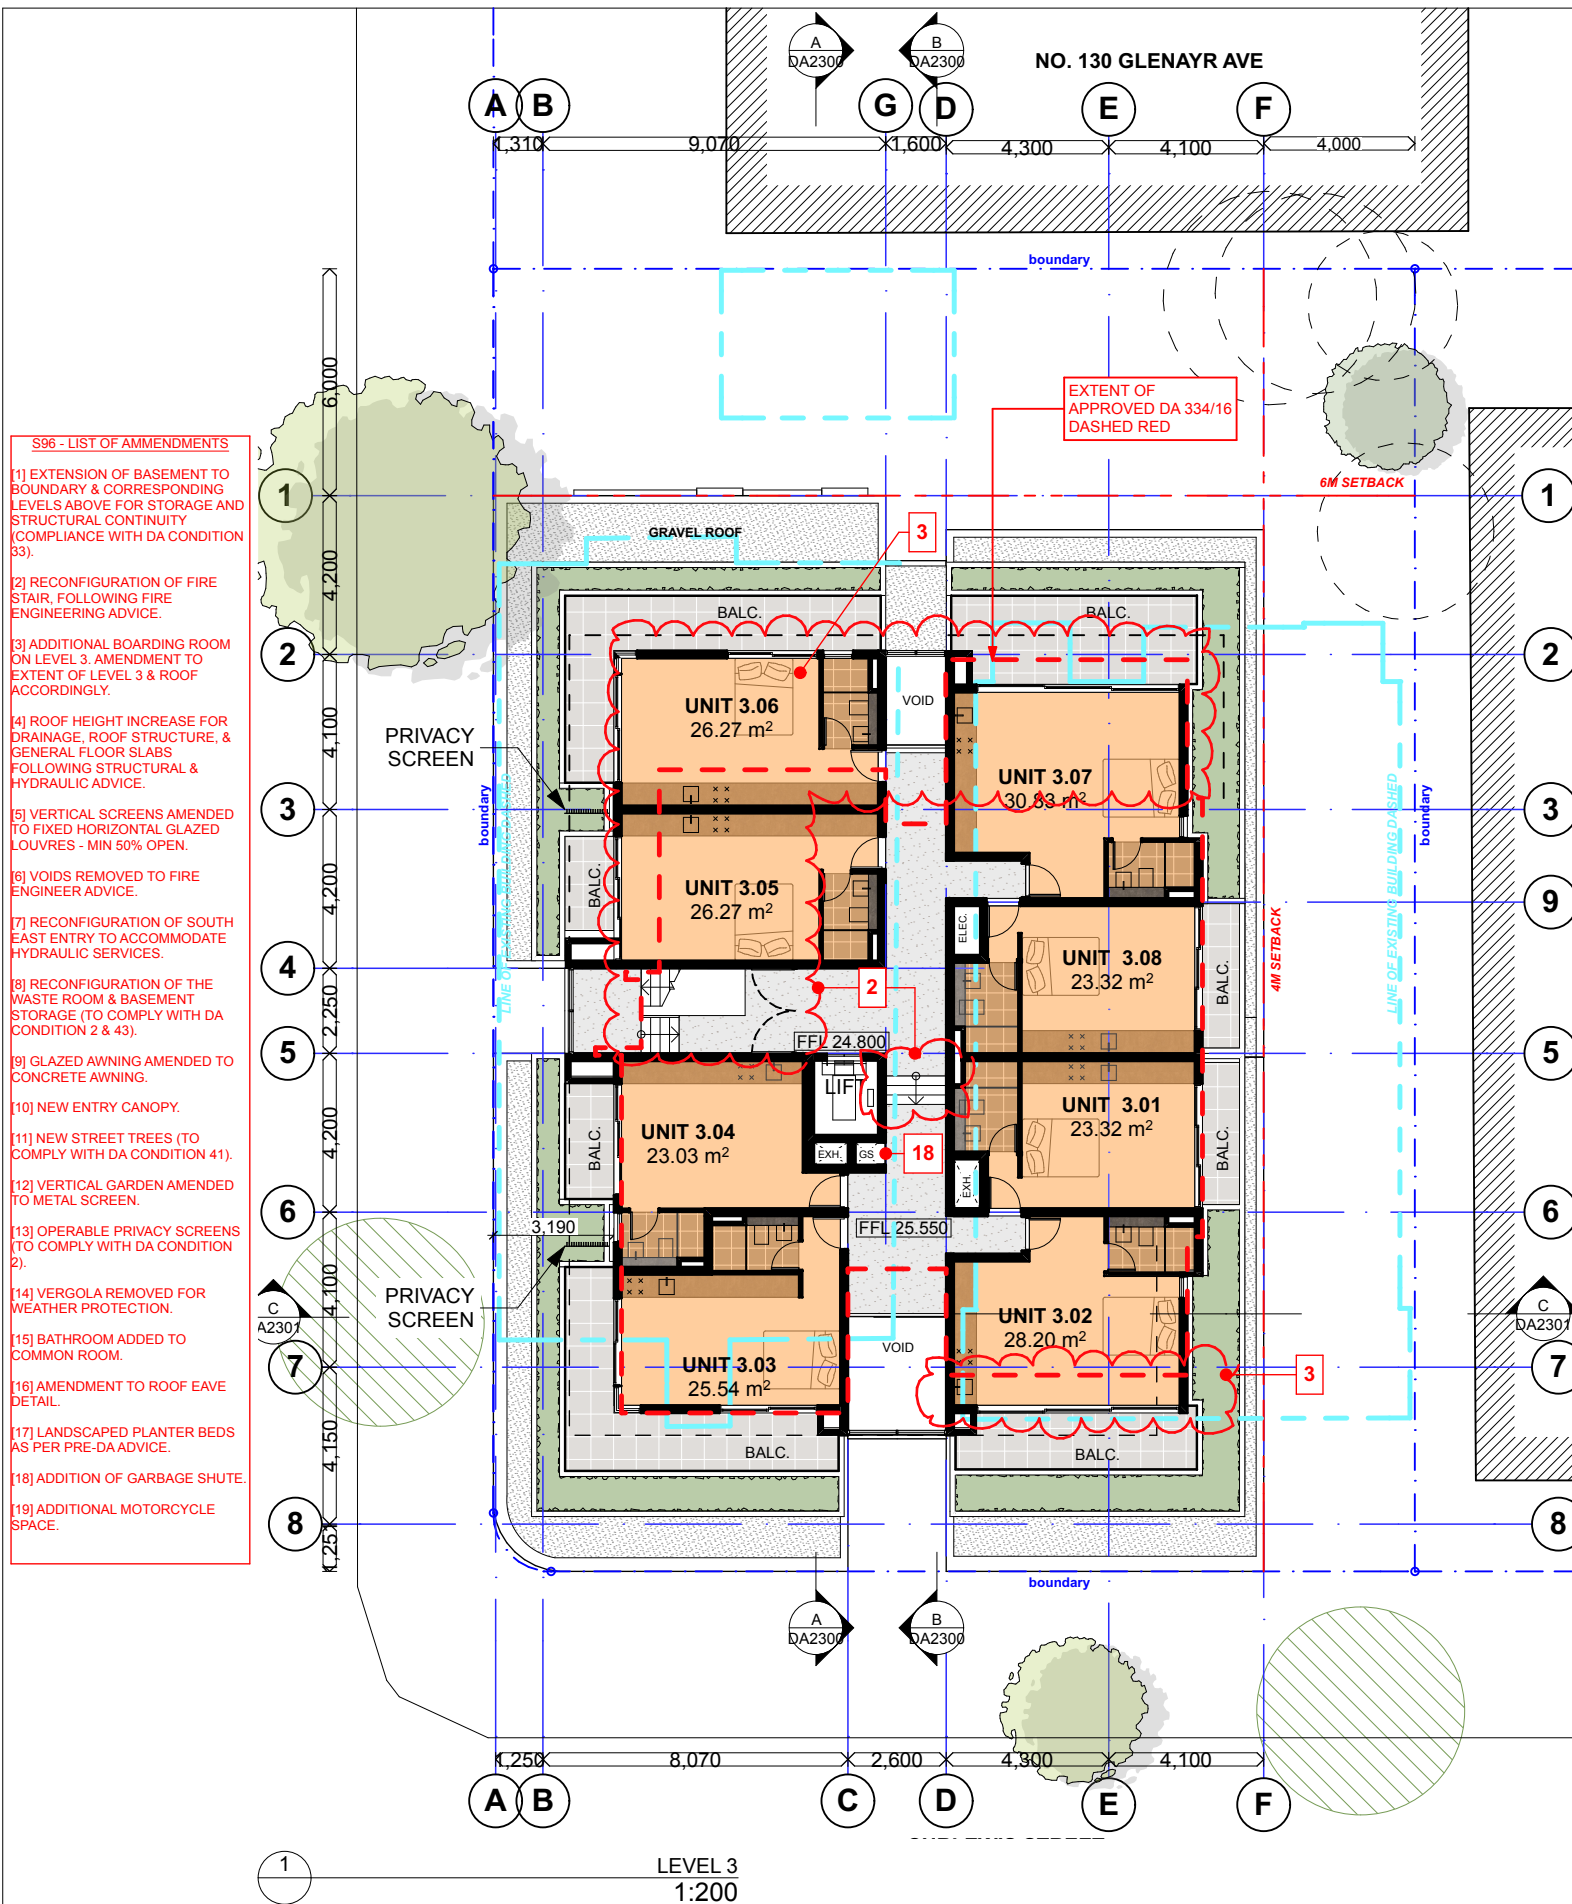 A
DA2300
B
DA2300
NO. 130 GLENAYR AVE
A
B
G
D
E
F
1,310
9,070
1,600
4,300
4,100
4,000
boundary
6,000
EXTENT OF
APPROVED DA 334/16
DASHED RED
S96 - LIST OF AMMENDMENTS
[1] EXTENSION OF BASEMENT TO
BOUNDARY & CORRESPONDING
LEVELS ABOVE FOR STORAGE AND
STRUCTURAL CONTINUITY
(COMPLIANCE WITH DA CONDITION
33).
[2] RECONFIGURATION OF FIRE
STAIR, FOLLOWING FIRE
ENGINEERING ADVICE.
[3] ADDITIONAL BOARDING ROOM
ON LEVEL 3. AMENDMENT TO
EXTENT OF LEVEL 3 & ROOF
ACCORDINGLY.
[4] ROOF HEIGHT INCREASE FOR
DRAINAGE, ROOF STRUCTURE, &
GENERAL FLOOR SLABS
FOLLOWING STRUCTURAL &
HYDRAULIC ADVICE.
[5] VERTICAL SCREENS AMENDED
TO FIXED HORIZONTAL GLAZED
LOUVRES - MIN 50% OPEN.
[6] VOIDS REMOVED TO FIRE
ENGINEER ADVICE.
[7] RECONFIGURATION OF SOUTH
EAST ENTRY TO ACCOMMODATE
HYDRAULIC SERVICES.
[8] RECONFIGURATION OF THE
WASTE ROOM & BASEMENT
STORAGE (TO COMPLY WITH DA
CONDITION 2 & 43).
[9] GLAZED AWNING AMENDED TO
CONCRETE AWNING.
[10] NEW ENTRY CANOPY.
[11] NEW STREET TREES (TO
COMPLY WITH DA CONDITION 41).
[12] VERTICAL GARDEN AMENDED
TO METAL SCREEN.
[13] OPERABLE PRIVACY SCREENS
(TO COMPLY WITH DA CONDITION
2).
[14] VERGOLA REMOVED FOR
WEATHER PROTECTION.
[15] BATHROOM ADDED TO
COMMON ROOM.
[16] AMENDMENT TO ROOF EAVE
DETAIL.
[17] LANDSCAPED PLANTER BEDS
AS PER PRE-DA ADVICE.
[18] ADDITION OF GARBAGE SHUTE.
[19] ADDITIONAL MOTORCYCLE
SPACE.
1
6M SETBACK
1
GRAVEL ROOF
3
4,200
BALC.
BALC.
2
2
UNIT 3.06
26.27 m²
VOID
PRIVACY
SCREEN
4,100
UNIT 3.07
30.83 m²
3
3
boundary
boundary
LINE OF EXISTING BUILDING DASHED
UNIT 3.05
26.27 m²
BALC.
4,200
9
ELEC.
4M SETBACK
UNIT 3.08
23.32 m²
BALC.
4
2
2,250
FFL 24.800
5
5
LIFT
UNIT 3.01
23.32 m²
BALC.
UNIT 3.04
23.03 m²
BALC.
4,200
EXH.
GS
18
EXH.
6
6
3,190
FFL 25.550
C
A2301
4,100
PRIVACY
SCREEN
UNIT 3.02
28.20 m²
C
DA2301
VOID
7
7
UNIT 3.03
25.54 m²
3
BALC.
BALC.
4,150
8
8
1,251
boundary
A
DA2300
B
DA2300
1,250
8,070
2,600
4,300
4,100
A
B
C
D
E
F
1
LEVEL 3
1:200